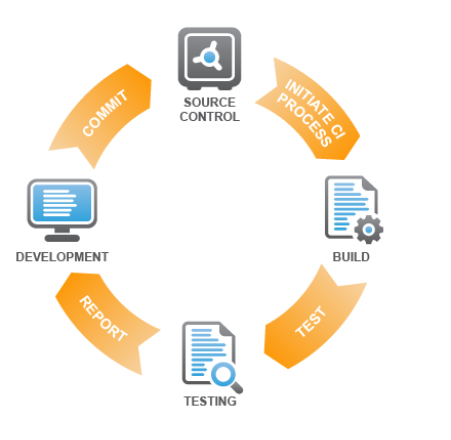 SOURCE
CONTROL
INITIATE CI
PROCESS
BUILD
TEST
TESTING
REPORT
DEVELOPMENT
COMMIT